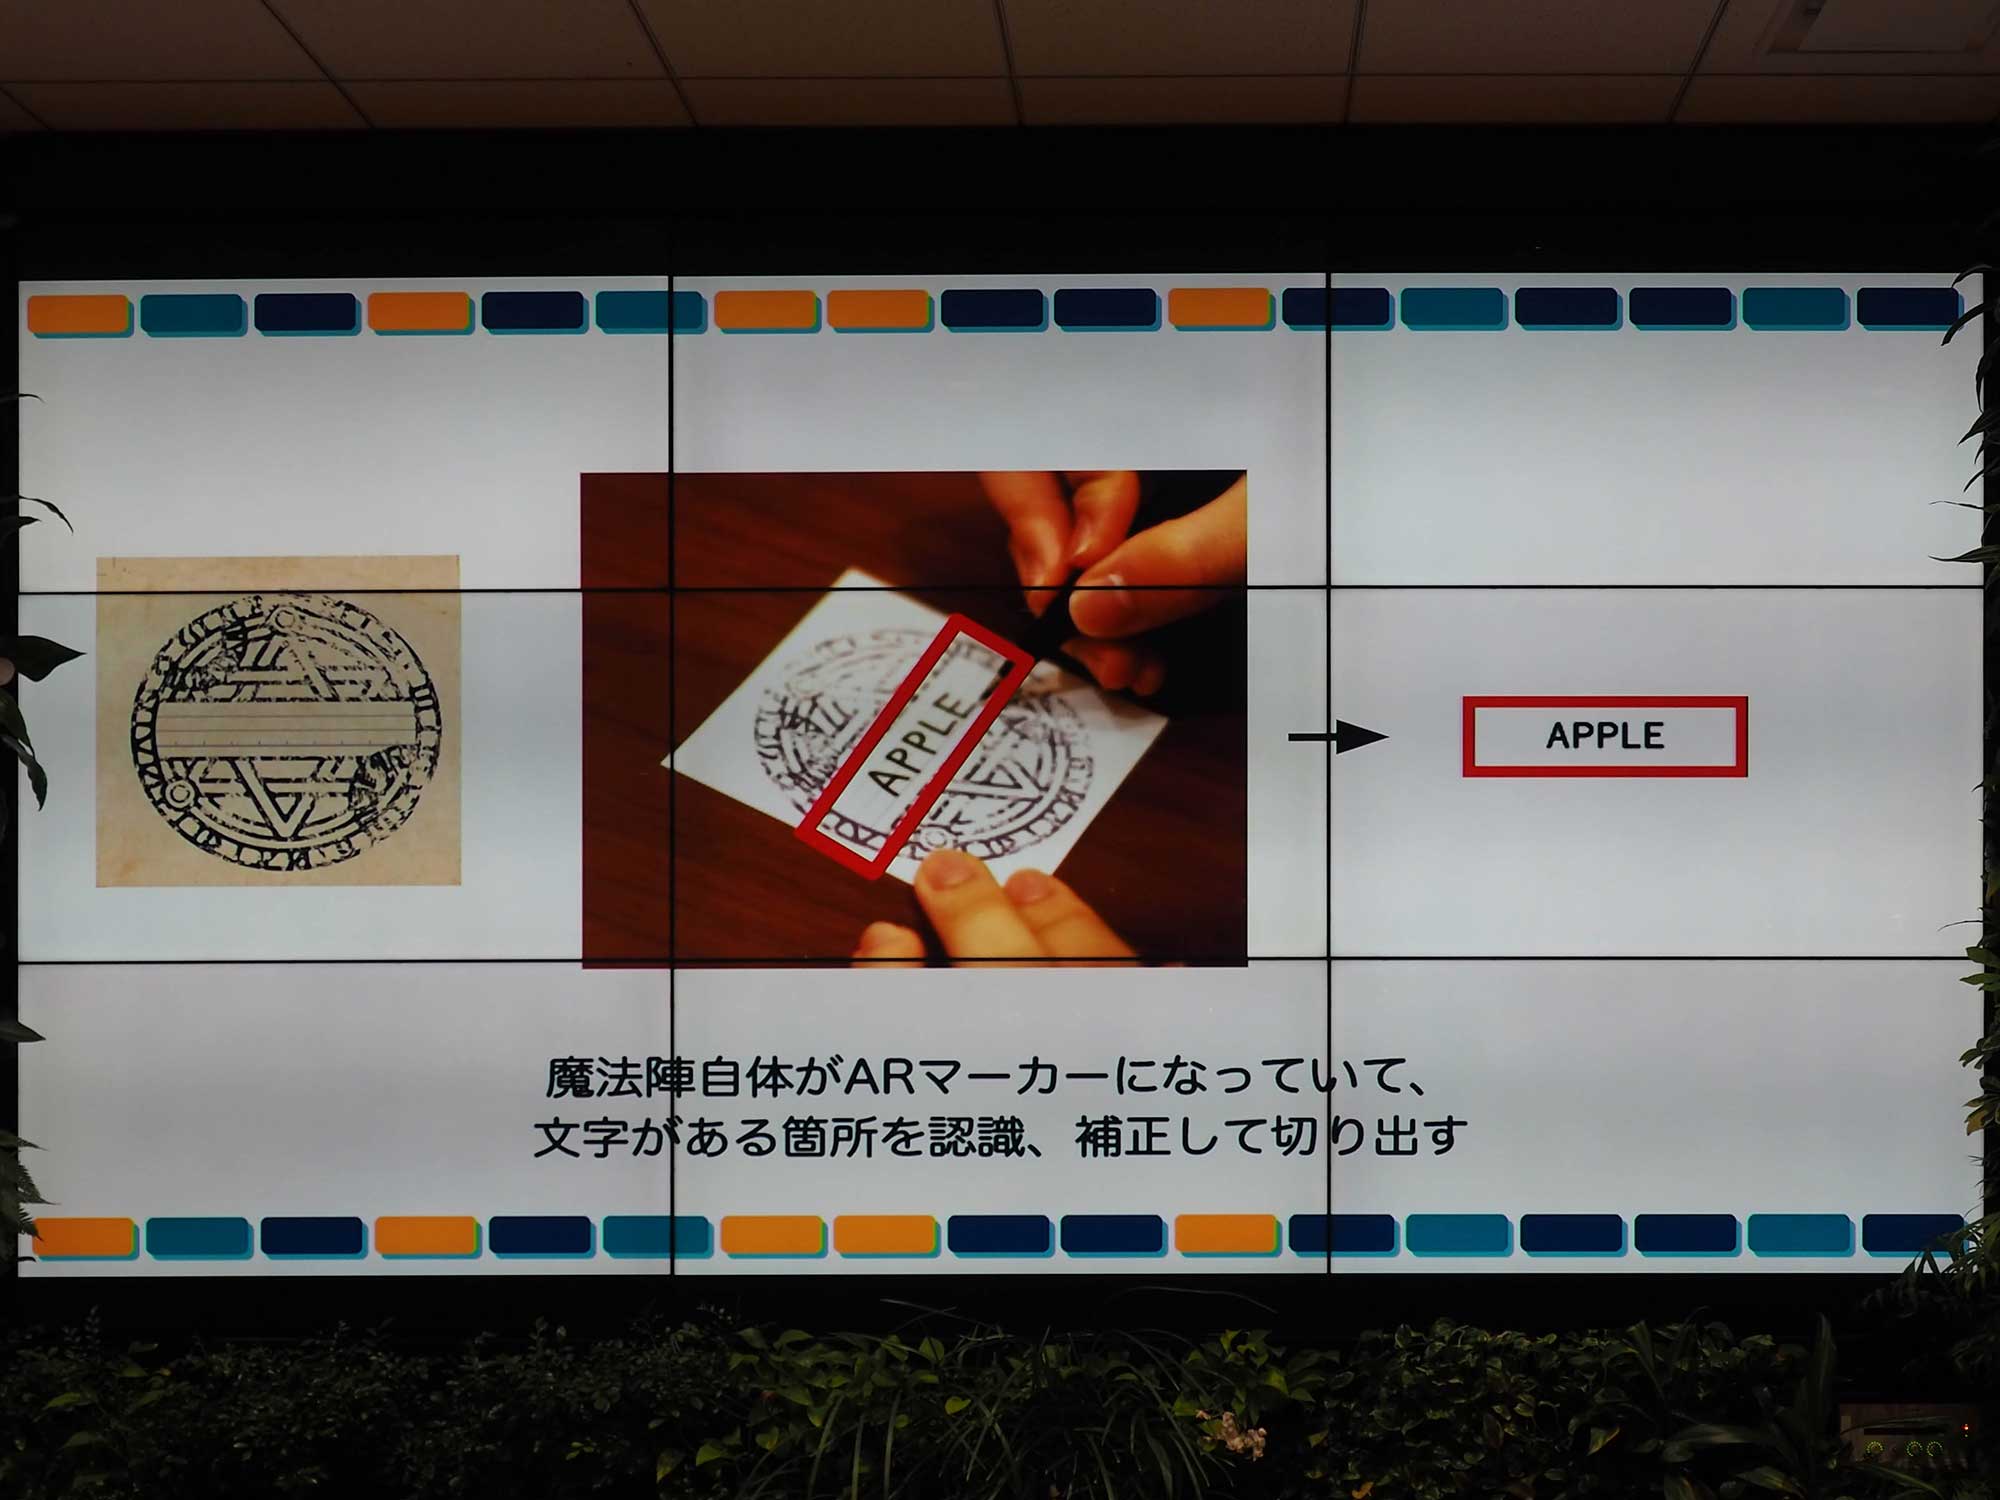 APPLE
APPLE
魔法陣自体がARマーカーになっていて、
文字がある箇所を認識、補正して切り出す